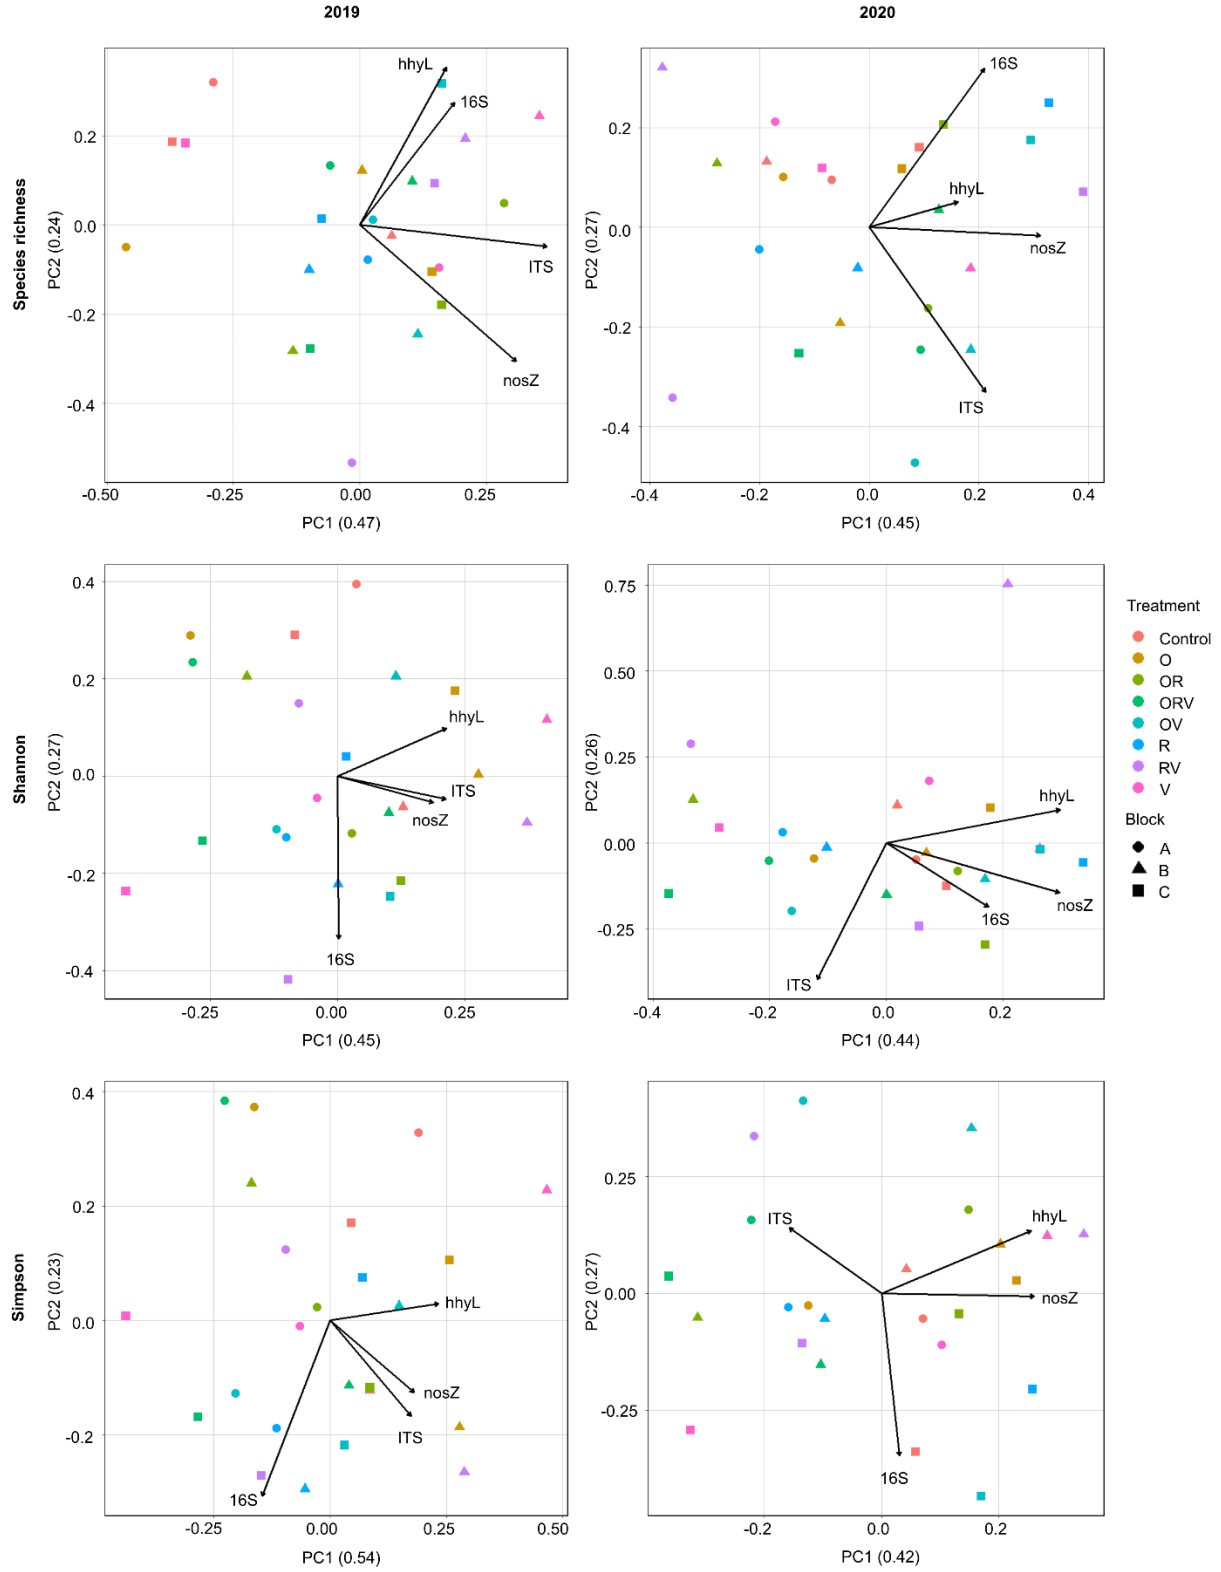 2019
2020
Species richness
PC2 (0.24)
0.2
0.0
-0.2
-0.4
hhyL
16S
ITS
nosZ
-0.50
-0.25
0.00
0.25
PC1 (0.47)
PC2 (0.27)
0.2
0.0
-0.2
-0.4
16S
hhyL
nosZ
ITS
-0.4
-0.2
0.0
0.2
0.4
PC1 (0.45)
Shannon
PC2 (0.27)
0.4
0.2
0.0
-0.2
-0.4
hhyL
ITS
nosZ
16S
-0.25
0.00
0.25
PC1 (0.45)
PC2 (0.26)
0.75
0.50
0.25
0.00
-0.25
hhyL
nosZ
16S
ITS
-0.4
-0.2
0.0
0.2
PC1 (0.44)
Treatment
Control
O
OR
ORV
OV
R
RV
V
Block
A
B
C
Simpson
PC2 (0.23)
0.4
0.2
0.0
-0.2
hhyL
nosZ
ITS
16S
-0.25
0.00
0.25
0.50
PC1 (0.54)
PC2 (0.27)
0.25
0.00
-0.25
ITS
hhyL
nosZ
16S
-0.2
0.0
0.2
PC1 (0.42)